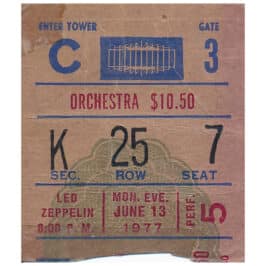 ENTER TOWER GATE
C 3
ORCHESTRA $10.50
K 25 7
SEC. ROW SEAT
LED ZEPPELIN
8:00 P.M.
MON. EVE.
JUNE 13
1977
PERF. 5